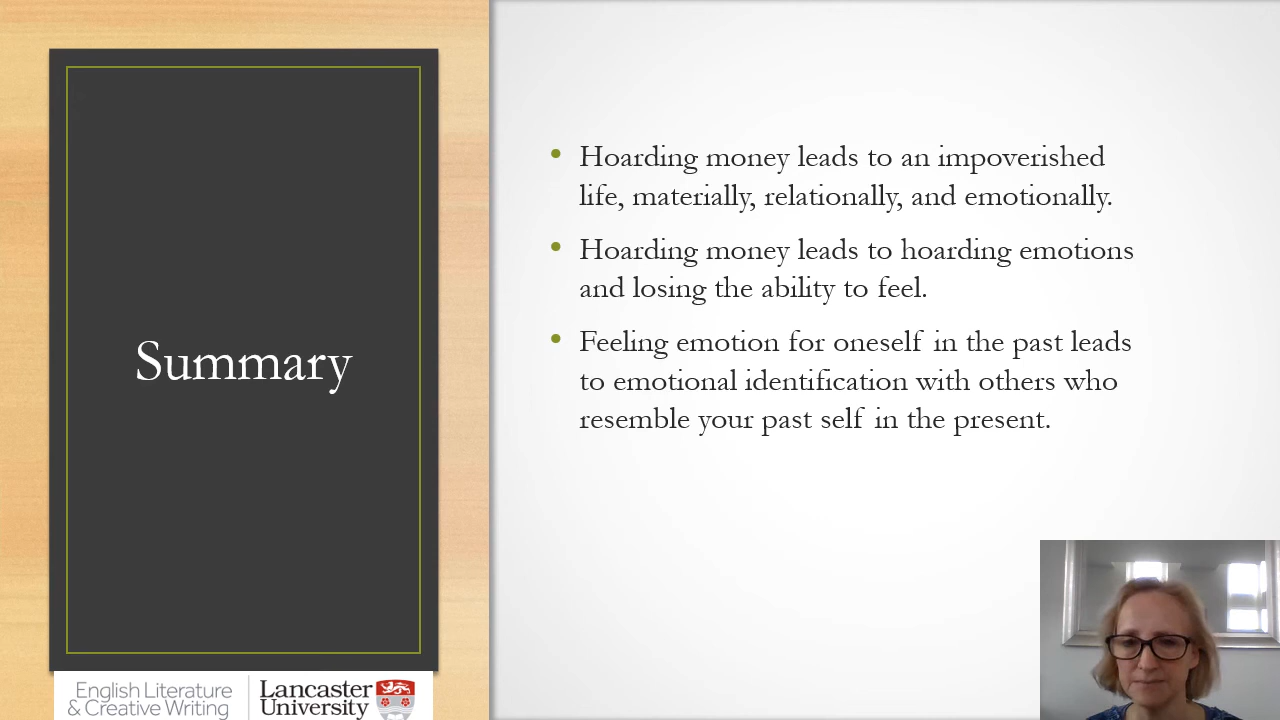 Summary
• Hoarding money leads to an impoverished
life, materially, relationally, and emotionally.
• Hoarding money leads to hoarding emotions
and losing the ability to feel.
• Feeling emotion for oneself in the past leads
to emotional identification with others who
resemble your past self in the present.
English Literature
& Creative Writing
Lancaster
University